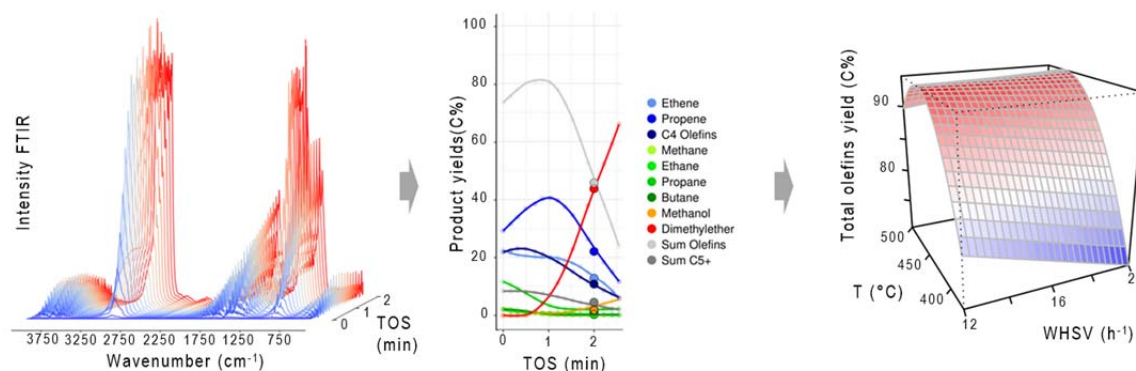 Intensity FTIR
3750 3250 2750 2250 1750 1250 750
Wavenumber (cm⁻¹)
0 1 2
TOS
(min)
Product yields(C%)
100
80
60
40
20
0
0 1 2
TOS (min)
Ethene
Propene
C4 Olefins
Methane
Ethane
Propane
Butane
Methanol
Dimethylether
Sum Olefins
Sum C5+
Total olefins yield (C%)
90
80
500
450
400
T (°C)
12 16 2
WHSV (h⁻¹)